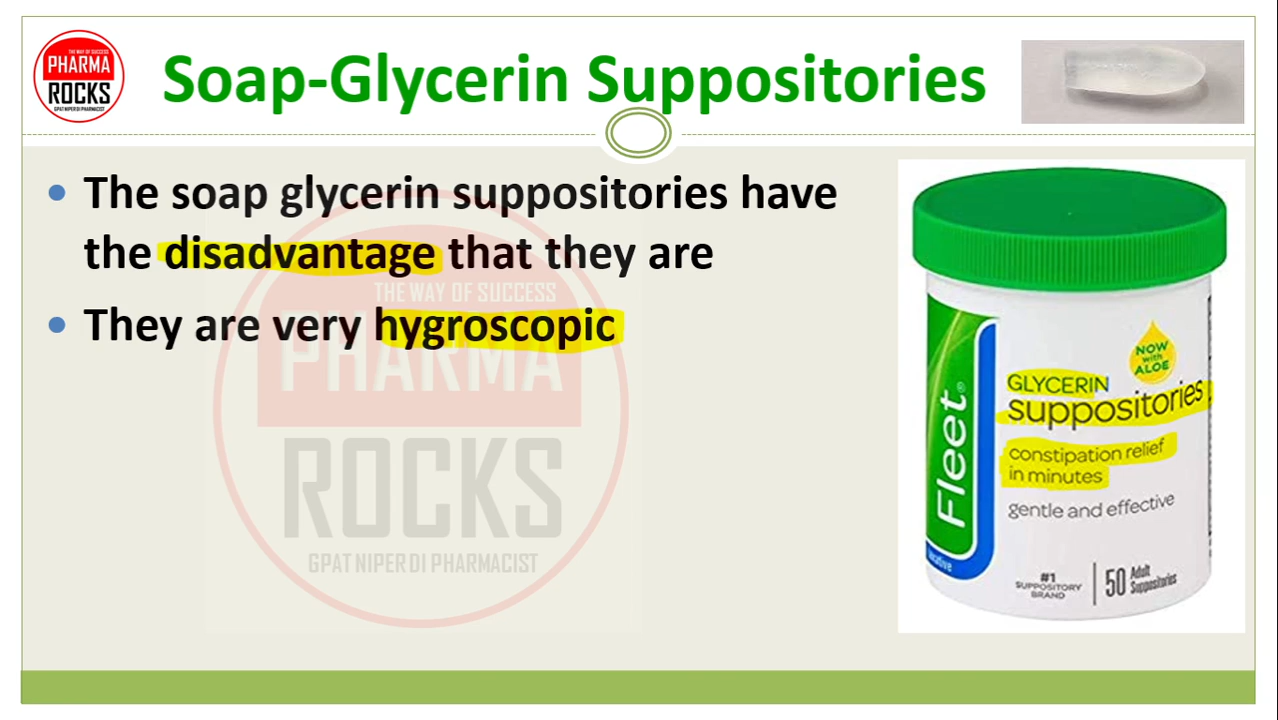 THE WAY OF SUCCESS
PHARMA
ROCKS
GPAT NIPER DI PHARMACIST
Soap-Glycerin Suppositories
• The soap glycerin suppositories have
the disadvantage that they are
• They are very hygroscopic
THE WAY OF SUCCESS
PHARMA
ROCKS
GPAT NIPER DI PHARMACIST
NOW
with
ALOE
Fleet®
GLYCERIN
suppositories
constipation relief
in minutes
gentle and effective
laxative
#1
SUPPOSITORY
BRAND
50 Adult
Suppositories